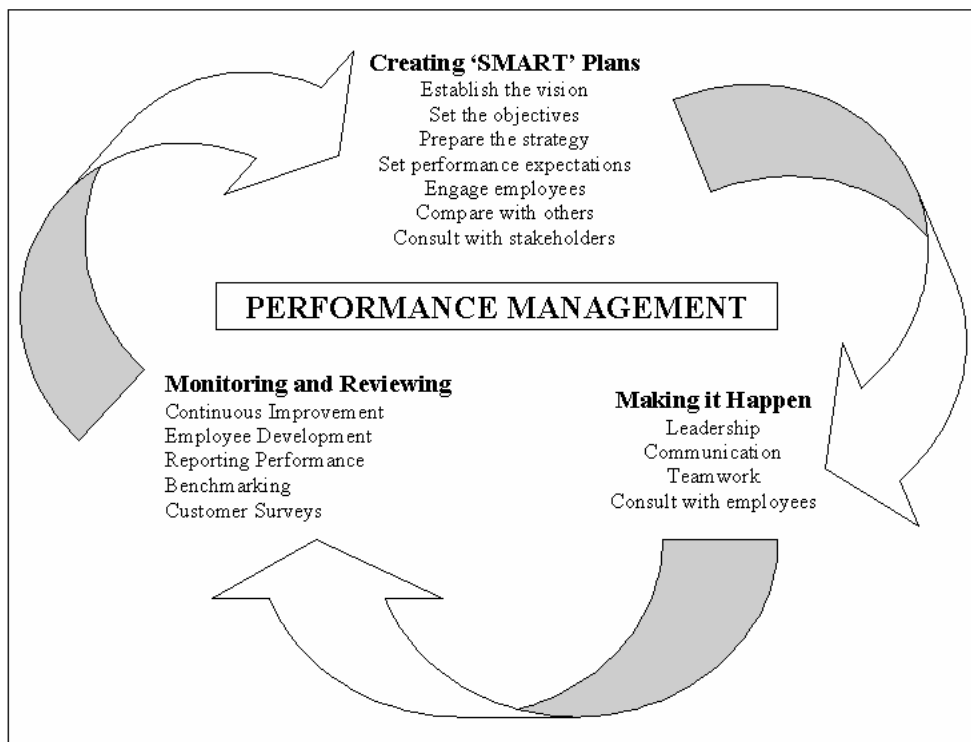 Creating ‘SMART’ Plans
Establish the vision
Set the objectives
Prepare the strategy
Set performance expectations
Engage employees
Compare with others
Consult with stakeholders
PERFORMANCE MANAGEMENT
Monitoring and Reviewing
Continuous Improvement
Employee Development
Reporting Performance
Benchmarking
Customer Surveys
Making it Happen
Leadership
Communication
Teamwork
Consult with employees